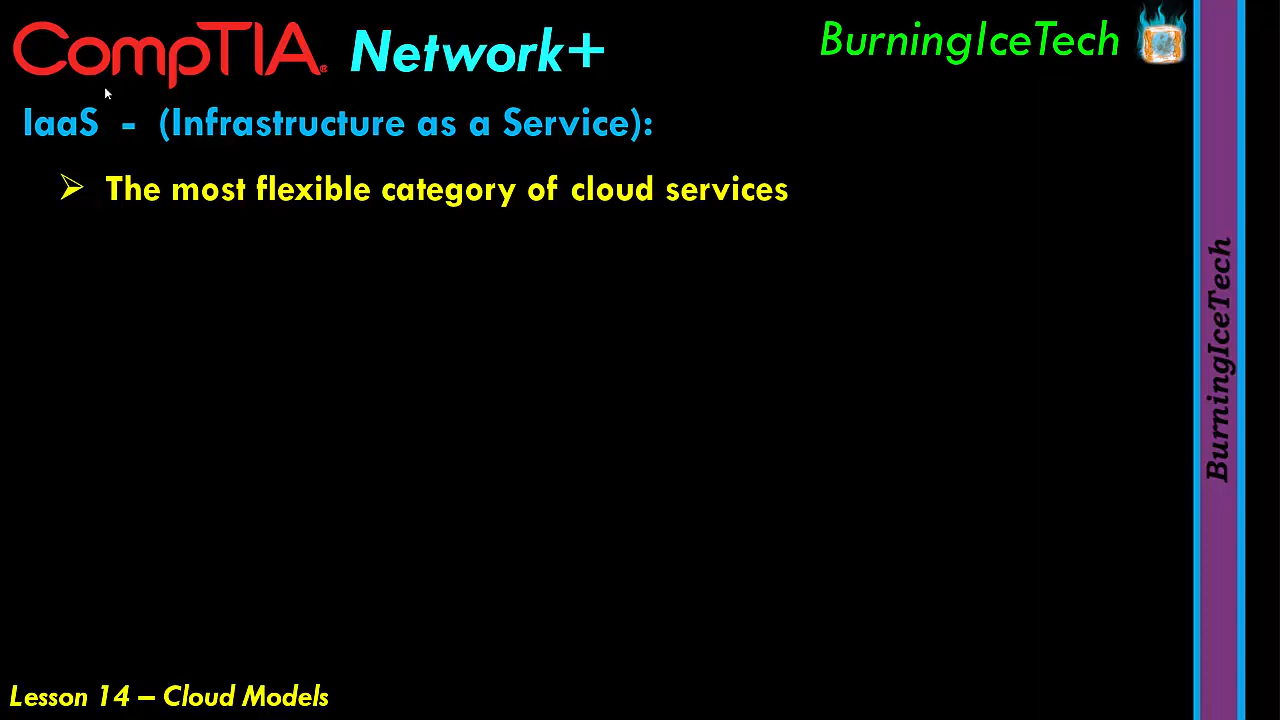 CompTIA® Network+
BurningIceTech
IaaS - (Infrastructure as a Service):
➢ The most flexible category of cloud services
BurningIceTech
Lesson 14 – Cloud Models